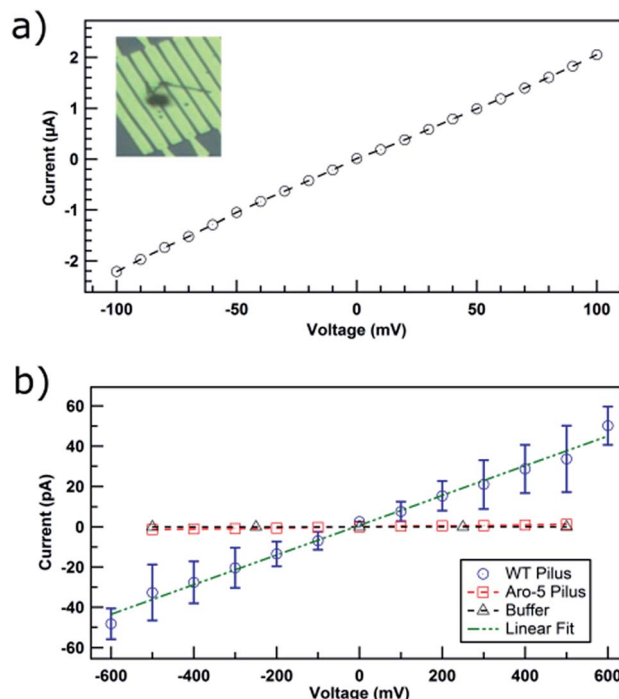 a)
2
1
0
-1
-2
Current (µA)
-100
-50
0
50
100
Voltage (mV)
b)
60
40
20
0
-20
-40
-60
Current (pA)
WT Pilus
Aro-5 Pilus
Buffer
Linear Fit
-600
-400
-200
0
200
400
600
Voltage (mV)